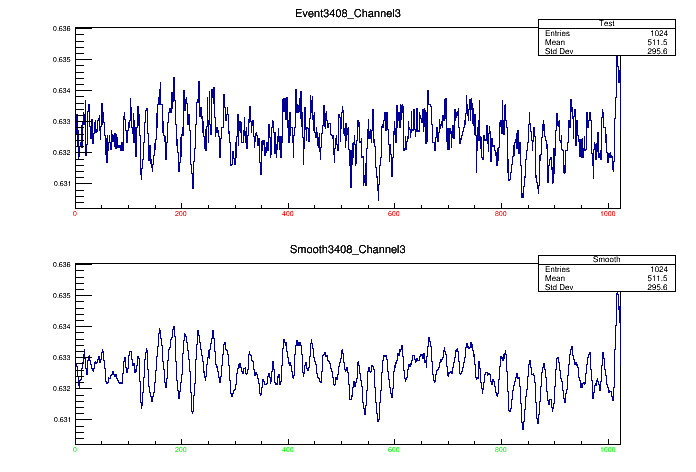 Event3408_Channel3
Test
Entries 1024
Mean 511.5
Std Dev 295.6
0.636
0.635
0.634
0.633
0.632
0.631
0 200 400 600 800 1000
Smooth3408_Channel3
Smooth
Entries 1024
Mean 511.5
Std Dev 295.6
0.636
0.635
0.634
0.633
0.632
0.631
0 200 400 600 800 1000